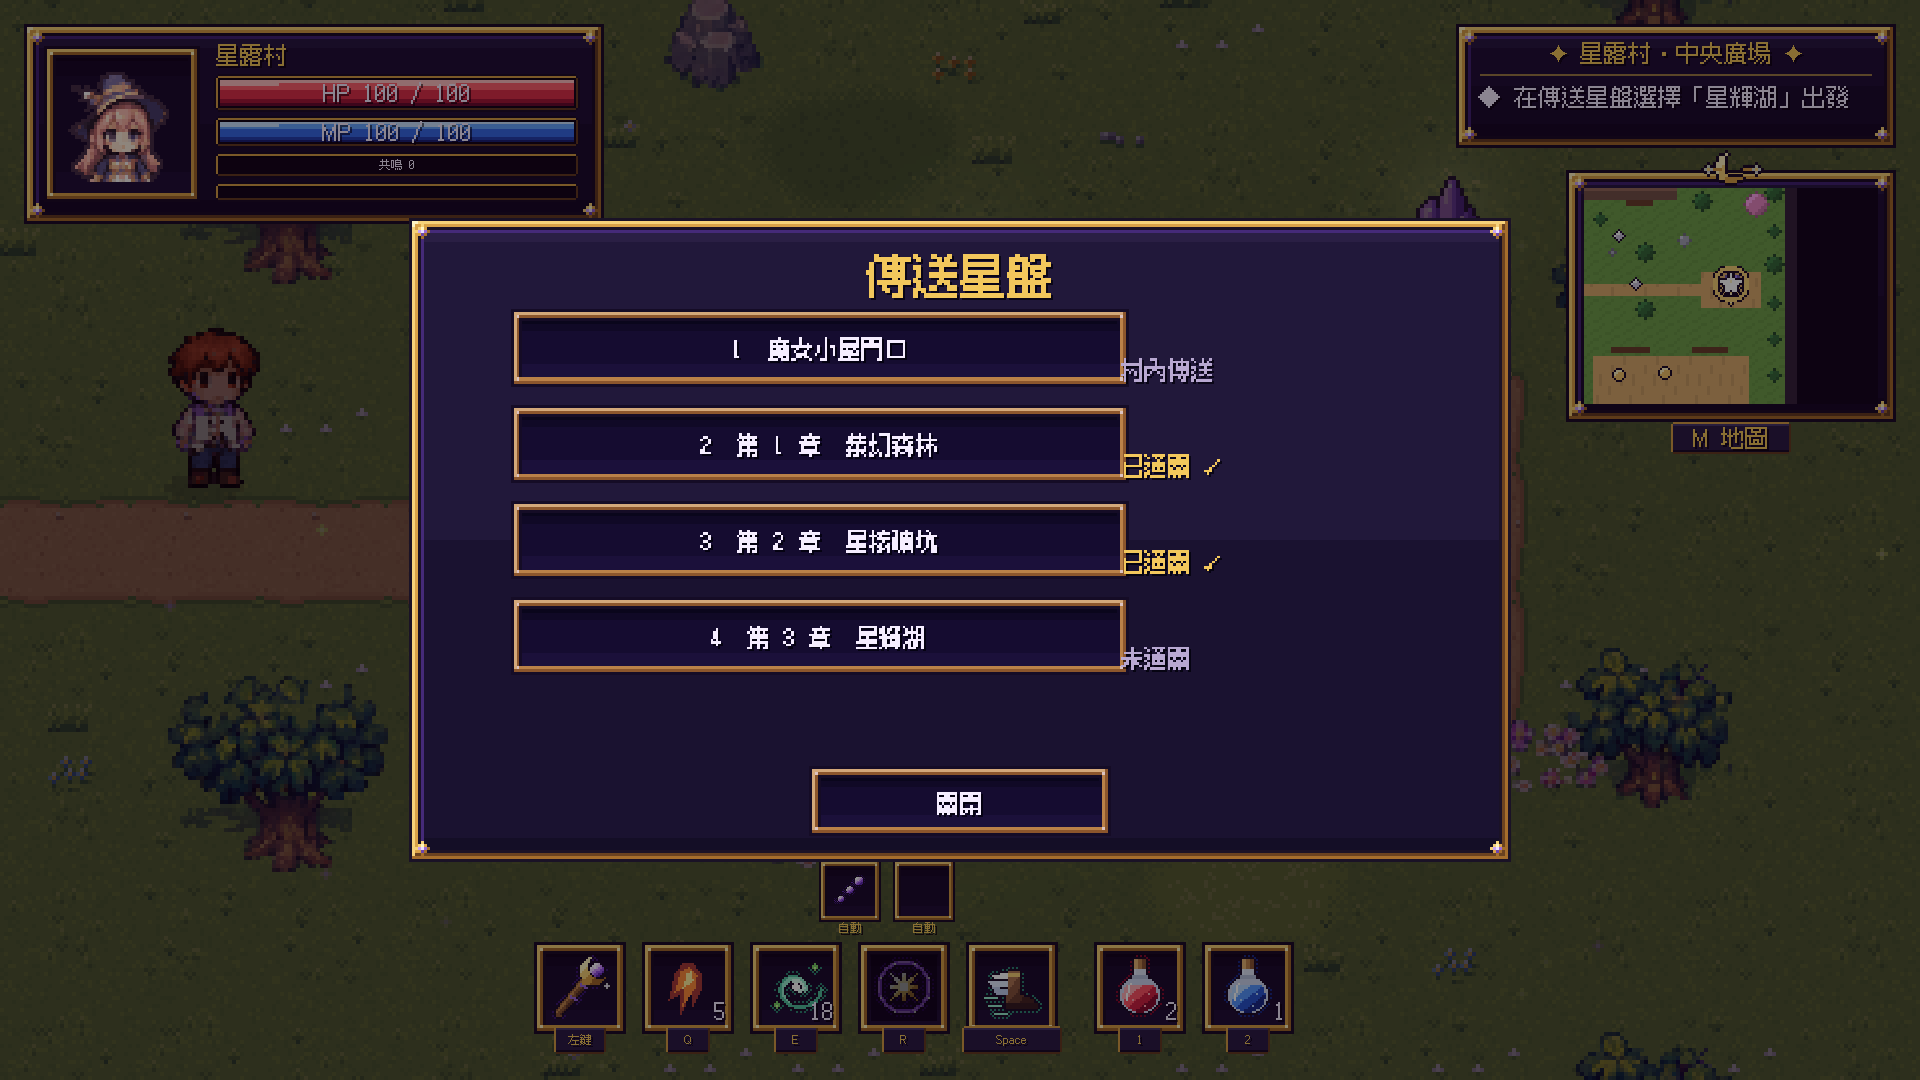 星露村
HP 100 / 100
MP 100 / 100
共鳴 0
✦ 星露村・中央廣場 ✦
◆ 在傳送星盤選擇「星輝湖」出發
M 地圖
傳送星盤
1 魔女小屋門口
村內傳送
2 第 1 章 紫幻森林
已通關 ✓
3 第 2 章 星核礦坑
已通關 ✓
4 第 3 章 星輝湖
未通關
關閉
自動
自動
5
18
2
1
左鍵
Q
E
R
Space
1
2